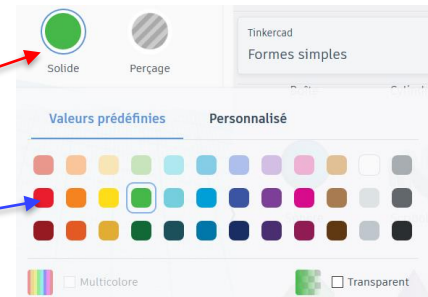 Tinkercad
Formes simples
Solide
Perçage
Valeurs prédéfinies
Personnalisé
Multicolore
Transparent